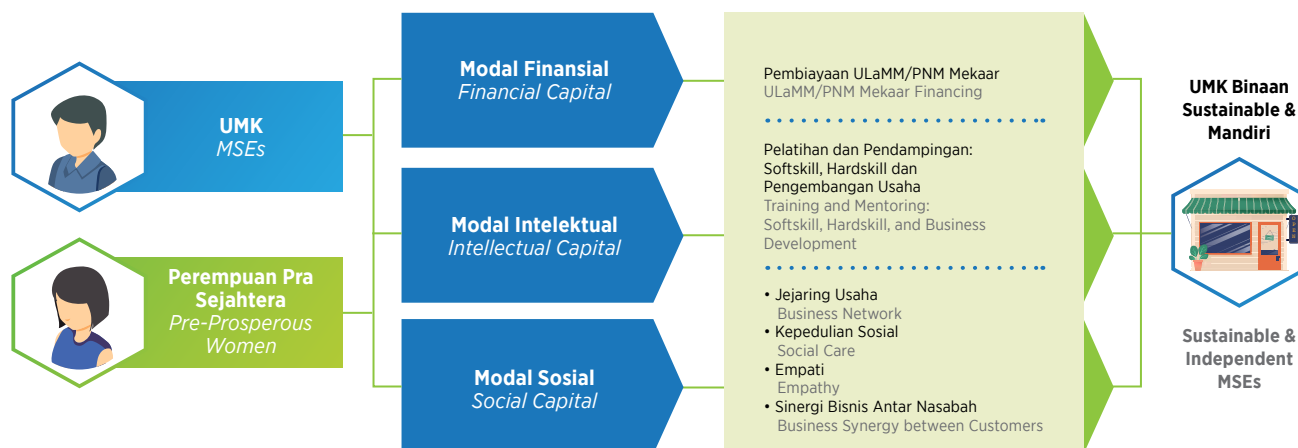 UMK
MSEs
Perempuan Pra
Sejahtera
Pre-Prosperous
Women
Modal Finansial
Financial Capital
Modal Intelektual
Intellectual Capital
Modal Sosial
Social Capital
Pembiayaan ULaMM/PNM Mekaar
ULaMM/PNM Mekaar Financing
Pelatihan dan Pendampingan:
Softskill, Hardskill dan
Pengembangan Usaha
Training and Mentoring:
Softskill, Hardskill, and Business
Development
• Jejaring Usaha
Business Network
• Kepedulian Sosial
Social Care
• Empati
Empathy
• Sinergi Bisnis Antar Nasabah
Business Synergy between Customers
UMK Binaan
Sustainable &
Mandiri
OPEN
Sustainable &
Independent
MSEs